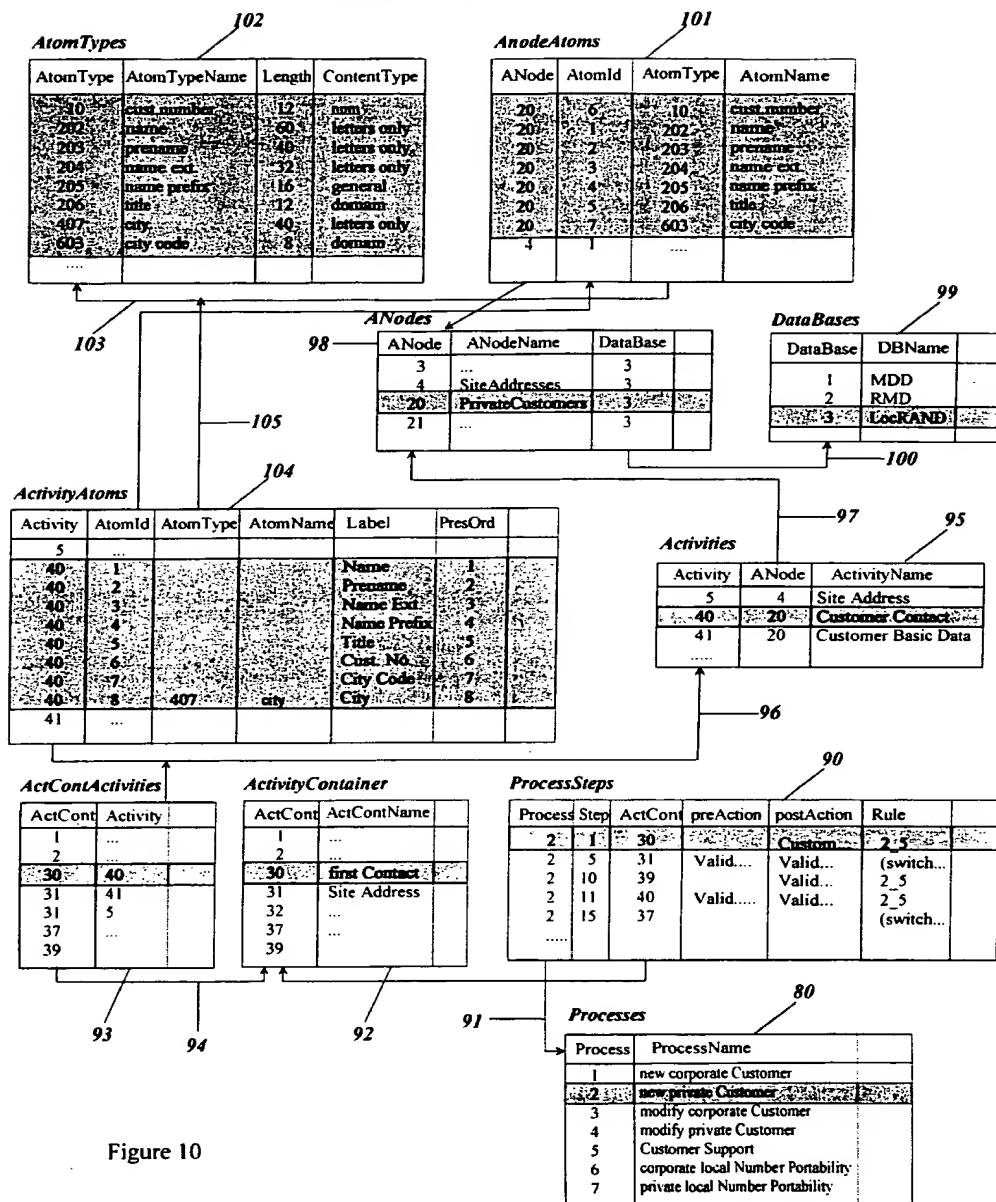 102
AtomTypes
AtomType AtomTypeName Length ContentType
10 cust.number 12 num
202 name 60 letters only
203 prename 40 letters only
204 name ext. 32 letters only
205 name prefix 16 general
206 title 12 domain
407 city 40 letters only
603 city code 8 domain
....
101
AnodeAtoms
ANode AtomId AtomType AtomName
20 6 10 cust.number
20 1 202 name
20 2 203 prename
20 3 204 name ext.
20 4 205 name prefix
20 5 206 title
20 7 603 city code
4 1 ....
103
98
ANodes
ANode ANodeName DataBase
3 ... 3
4 SiteAddresses 3
20 PrivateCustomers 3
21 ... 3
99
DataBases
DataBase DBName
1 MDD
2 RMD
3 LocRAND
105
100
104
ActivityAtoms
Activity AtomId AtomType AtomName Label PresOrd
5 ...
40 1 Name 1
40 2 Prename 2
40 3 Name Ext. 3
40 4 Name Prefix 4
40 5 Title 5
40 6 Cust. No. 6
40 7 City Code 7
40 8 407 city City 8
41 ...
97
95
Activities
Activity ANode ActivityName
5 4 Site Address
40 20 Customer Contact
41 20 Customer Basic Data
.....
96
ActContActivities
ActCont Activity
1 ...
2 ...
30 40
31 41
31 5
37 ...
39
ActivityContainer
ActCont ActContName
1 ...
2 ...
30 first Contact
31 Site Address
32 ...
37 ...
39
90
ProcessSteps
Process Step ActCont preAction postAction Rule
2 1 30 Custom... 2_5
2 5 31 Valid.... Valid... (switch...
2 10 39 Valid... 2_5
2 11 40 Valid..... Valid... 2_5
2 15 37 (switch...
.....
93
94
92
91
80
Processes
Process ProcessName
1 new corporate Customer
2 new private Customer
3 modify corporate Customer
4 modify private Customer
5 Customer Support
6 corporate local Number Portability
7 private local Number Portability
Figure 10